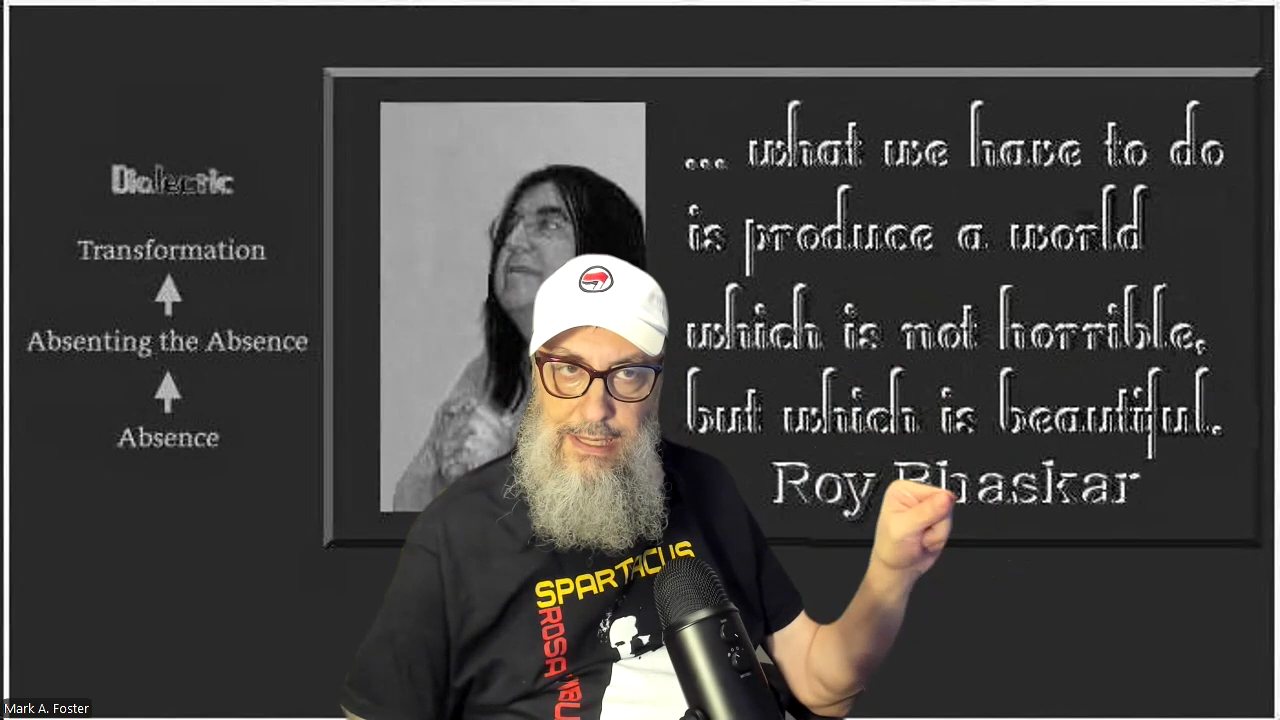 Dialectic
Transformation
Absenting the Absence
Absence
... what we have to do
is produce a world
which is not horrible,
but which is beautiful.
Roy Bhaskar
SPARTACUS
ROSA
Mark A. Foster